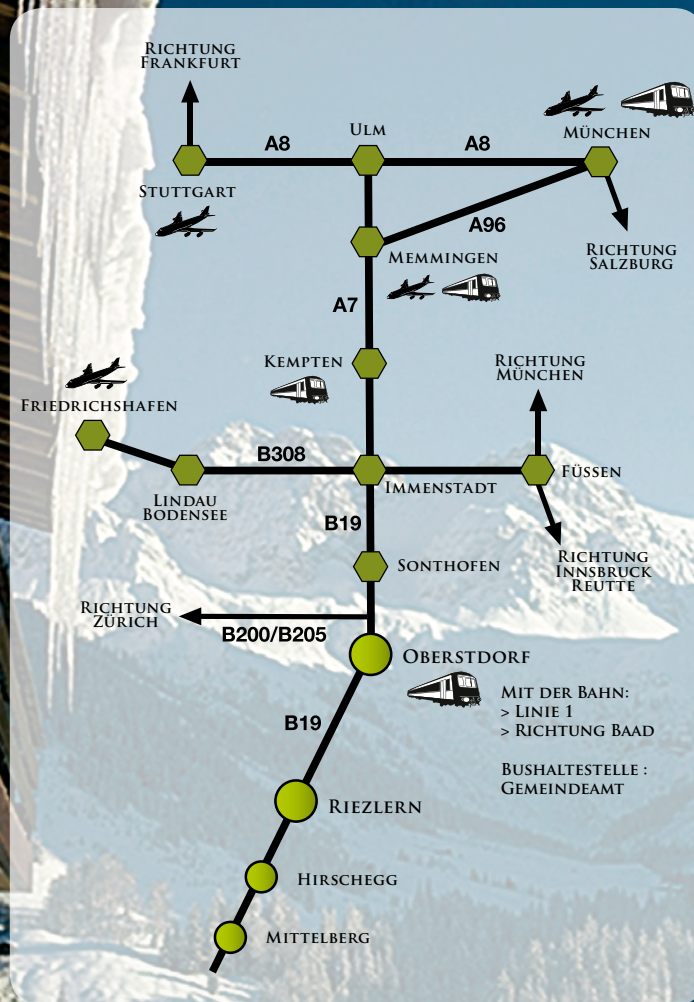 Richtung
Frankfurt
A8
Ulm
A8
München
Stuttgart
A96
Richtung
Salzburg
Memmingen
A7
Kempten
Richtung
München
Friedrichshafen
B308
Füssen
Lindau
Bodensee
Immenstadt
B19
Sonthofen
Richtung
Innsbruck
Reutte
Richtung
Zürich
B200/B205
Oberstdorf
Mit der Bahn:
> Linie 1
> Richtung Baad
B19
Bushaltestelle :
Gemeindeamt
Riezlern
Hirschegg
Mittelberg